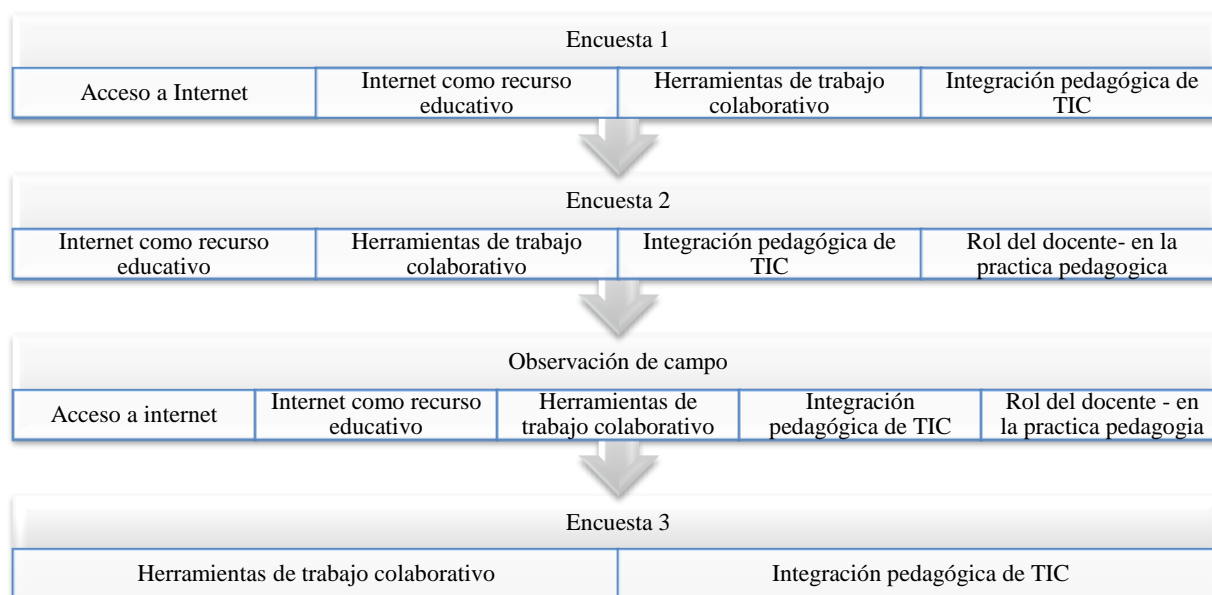 Encuesta 1
Acceso a Internet
Internet como recurso
educativo
Herramientas de trabajo
colaborativo
Integración pedagógica de
TIC
Encuesta 2
Internet como recurso
educativo
Herramientas de trabajo
colaborativo
Integración pedagógica de
TIC
Rol del docente- en la
practica pedagogica
Observación de campo
Acceso a internet
Internet como recurso
educativo
Herramientas de
trabajo colaborativo
Integración
pedagógica de TIC
Rol del docente - en
la practica pedagogia
Encuesta 3
Herramientas de trabajo colaborativo
Integración pedagógica de TIC